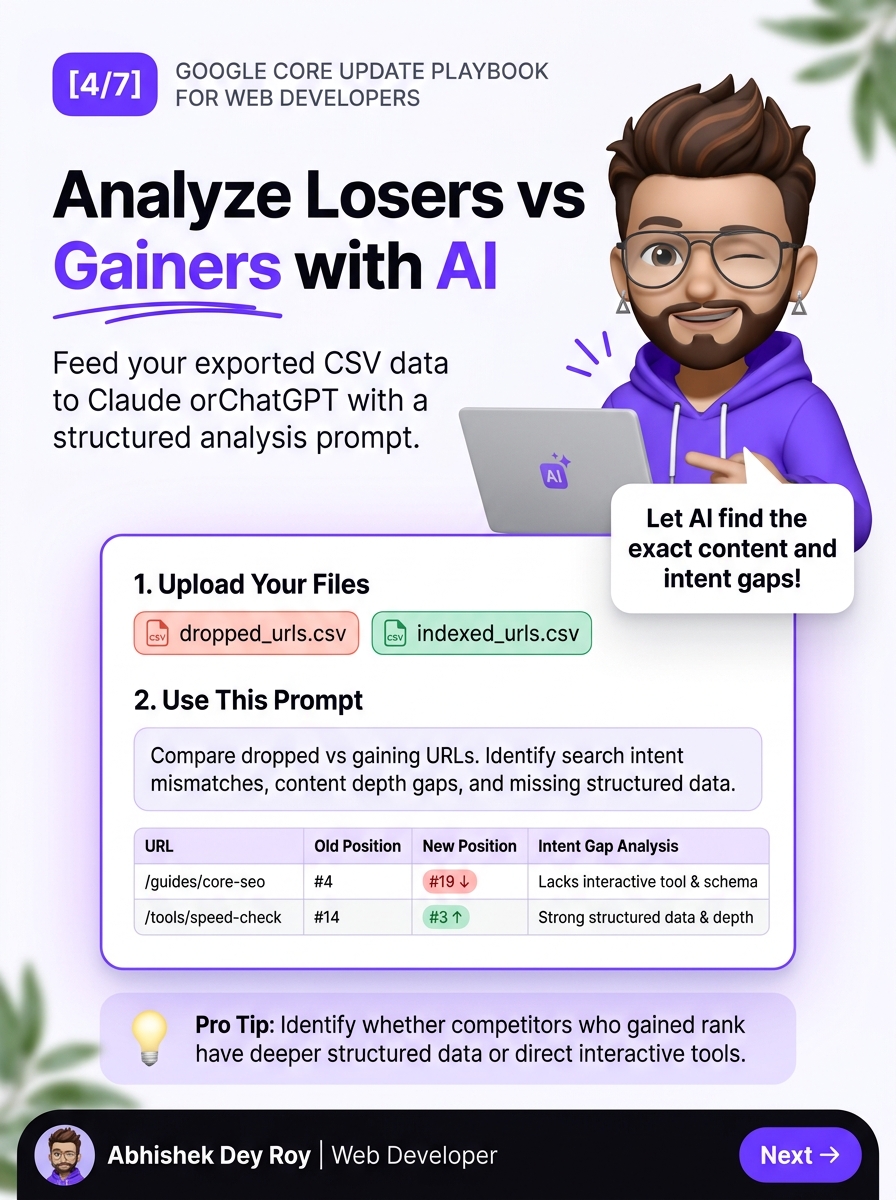 [4/7]
GOOGLE CORE UPDATE PLAYBOOK
FOR WEB DEVELOPERS
Analyze Losers vs
Gainers with AI
Feed your exported CSV data
to Claude orChatGPT with a
structured analysis prompt.
AI
Let AI find the
exact content and
intent gaps!
1. Upload Your Files
CSV dropped_urls.csv CSV indexed_urls.csv
2. Use This Prompt
Compare dropped vs gaining URLs. Identify search intent
mismatches, content depth gaps, and missing structured data.
URL Old Position New Position Intent Gap Analysis
/guides/core-seo #4 #19 ↓ Lacks interactive tool & schema
/tools/speed-check #14 #3 ↑ Strong structured data & depth
Pro Tip: Identify whether competitors who gained rank
have deeper structured data or direct interactive tools.
Abhishek Dey Roy | Web Developer
Next →